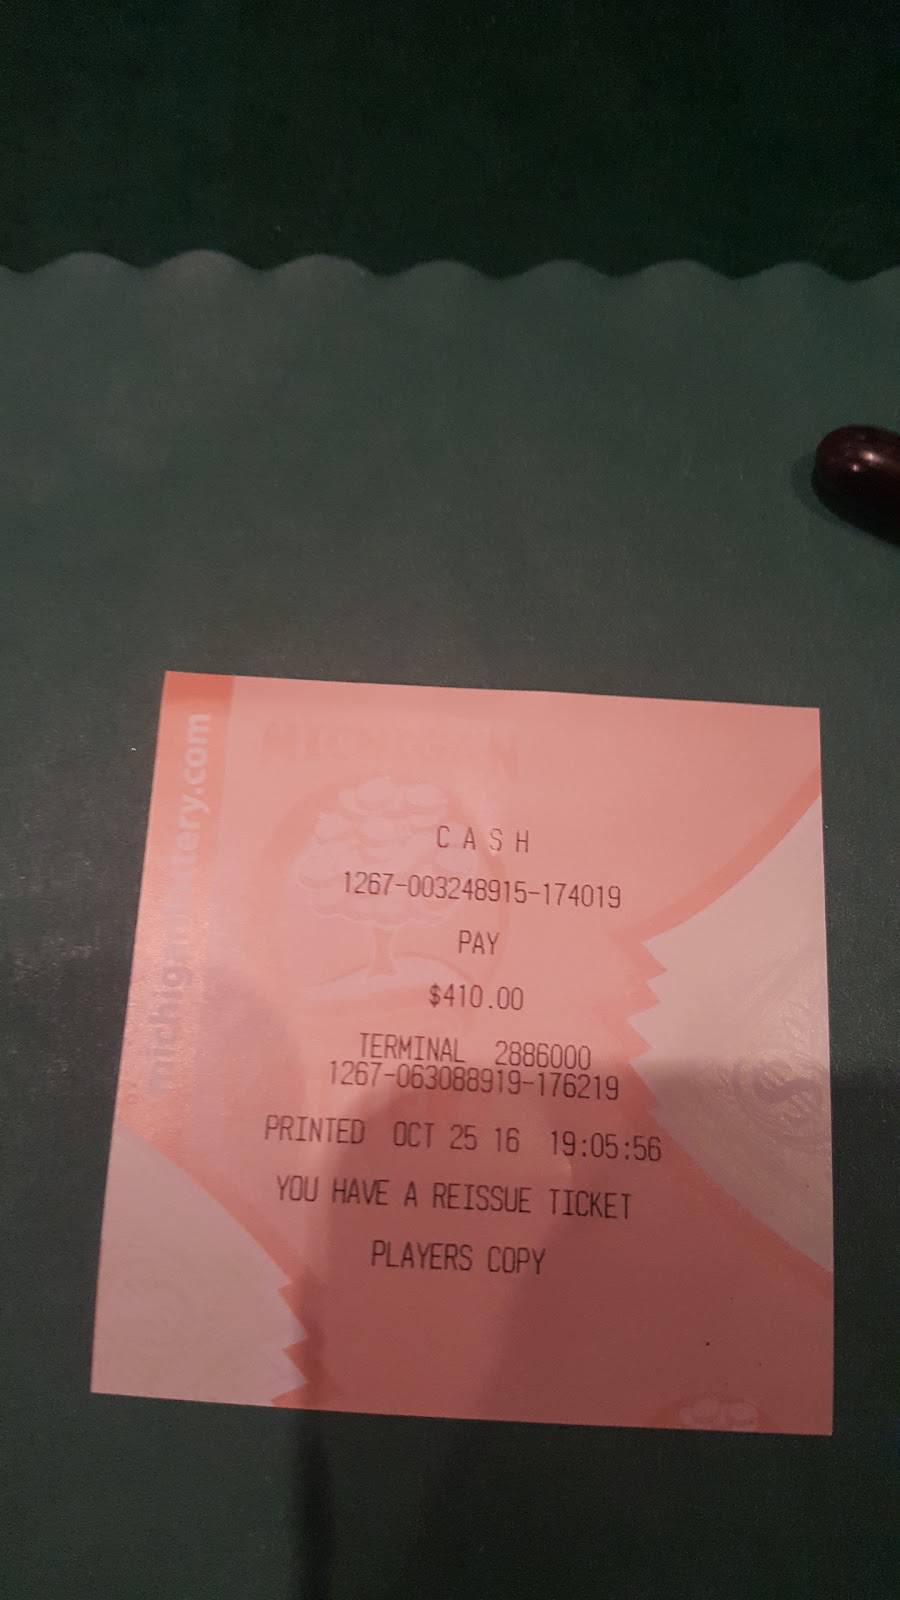 michiganlottery.com
MICHIGAN
CASH
1267-003248915-174019
PAY
$410.00
TERMINAL 2886000
1267-063088919-176219
PRINTED OCT 25 16 19:05:56
YOU HAVE A REISSUE TICKET
PLAYERS COPY
$